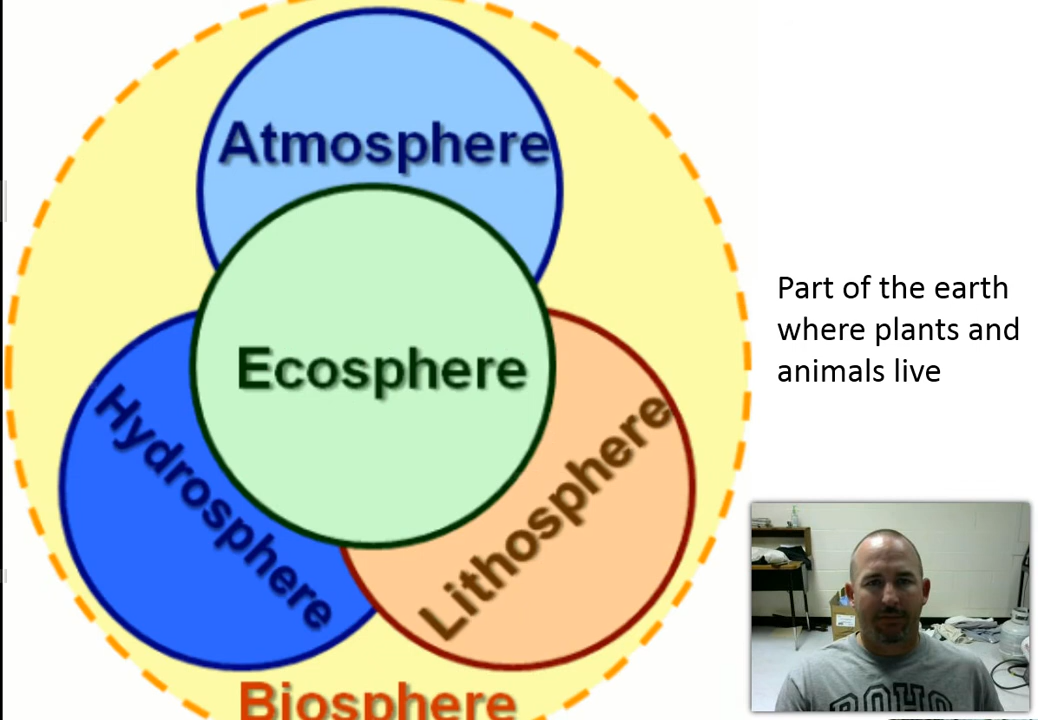 Atmosphere
Ecosphere
Hydrosphere
Lithosphere
Biosphere
Part of the earth
where plants and
animals live